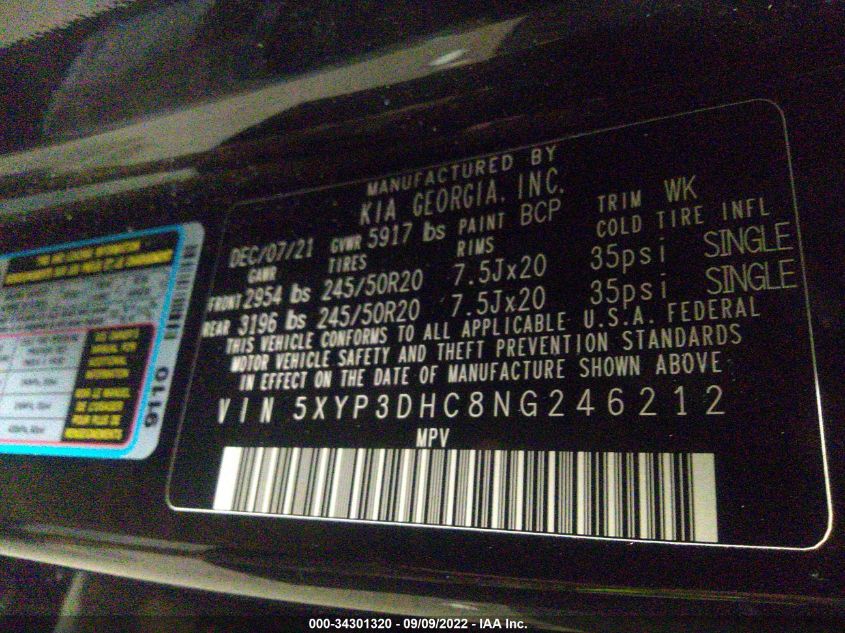 MANUFACTURED BY
KIA GEORGIA, INC.
DEC/07/21 GVWR 5917 lbs PAINT BCP TRIM WK
GAWR TIRES RIMS COLD TIRE INFL
FRONT 2954 lbs 245/50R20 7.5Jx20 35psi SINGLE
REAR 3196 lbs 245/50R20 7.5Jx20 35psi SINGLE
THIS VEHICLE CONFORMS TO ALL APPLICABLE U.S.A. FEDERAL
MOTOR VEHICLE SAFETY AND THEFT PREVENTION STANDARDS
IN EFFECT ON THE DATE OF MANUFACTURE SHOWN ABOVE
VIN 5XYP3DHC8NG246212
MPV
9110
000-34301320 - 09/09/2022 - IAA Inc.